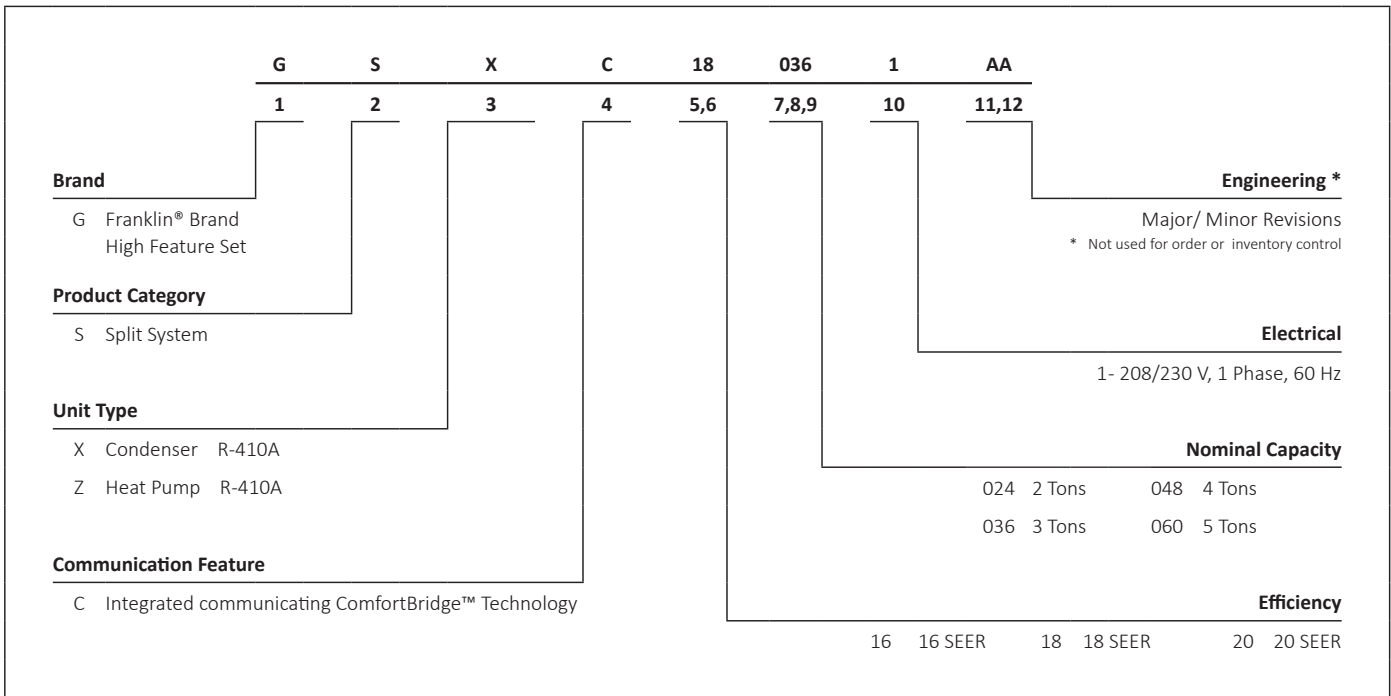 G S X C 18 036 1 AA
1 2 3 4 5,6 7,8,9 10 11,12
Brand
G Franklin® Brand
High Feature Set
Product Category
S Split System
Unit Type
X Condenser R-410A
Z Heat Pump R-410A
Communication Feature
C Integrated communicating ComfortBridge™ Technology
Engineering *
Major/ Minor Revisions
* Not used for order or inventory control
Electrical
1- 208/230 V, 1 Phase, 60 Hz
Nominal Capacity
024 2 Tons 048 4 Tons
036 3 Tons 060 5 Tons
Efficiency
16 16 SEER 18 18 SEER 20 20 SEER